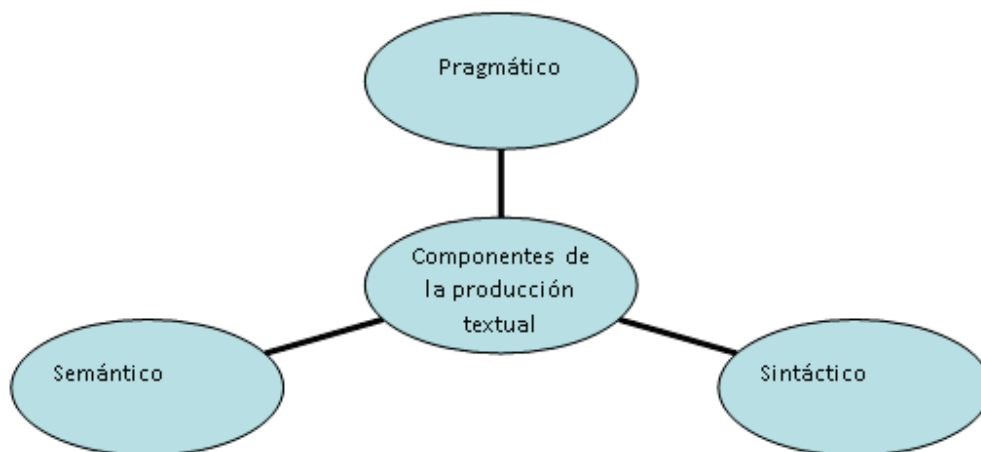 Pragmático
Componentes de
la producción
textual
Semántico
Sintáctico